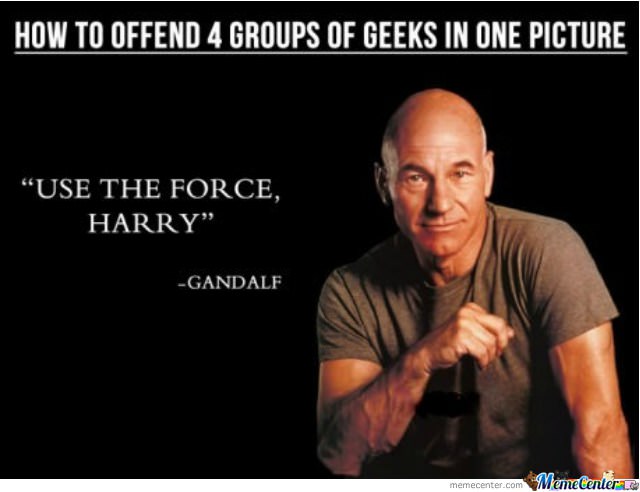 HOW TO OFFEND 4 GROUPS OF GEEKS IN ONE PICTURE
“USE THE FORCE,
HARRY”
-GANDALF
memecenter.com MemeCenter